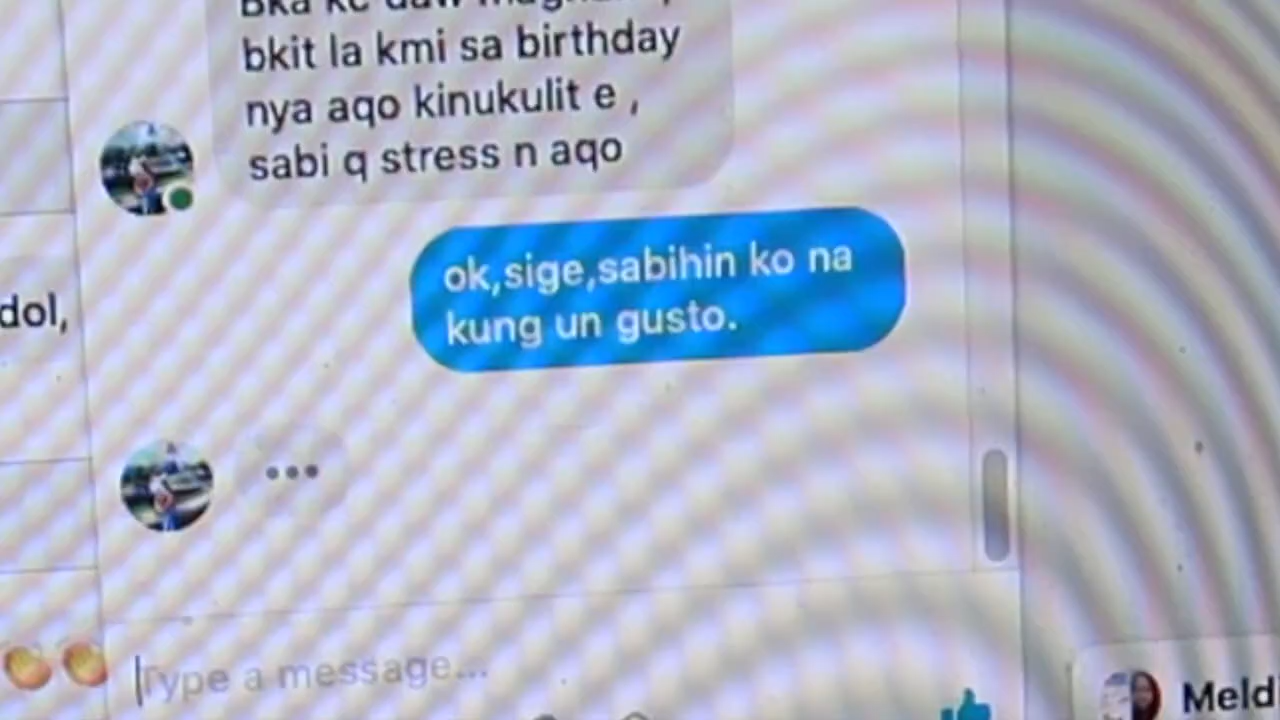 bkit la kmi sa birthday
nya aqo kinukulit e ,
sabi q stress n aqo
ok,sige,sabihin ko na
kung un gusto.
dol,
Type a message...
Meld